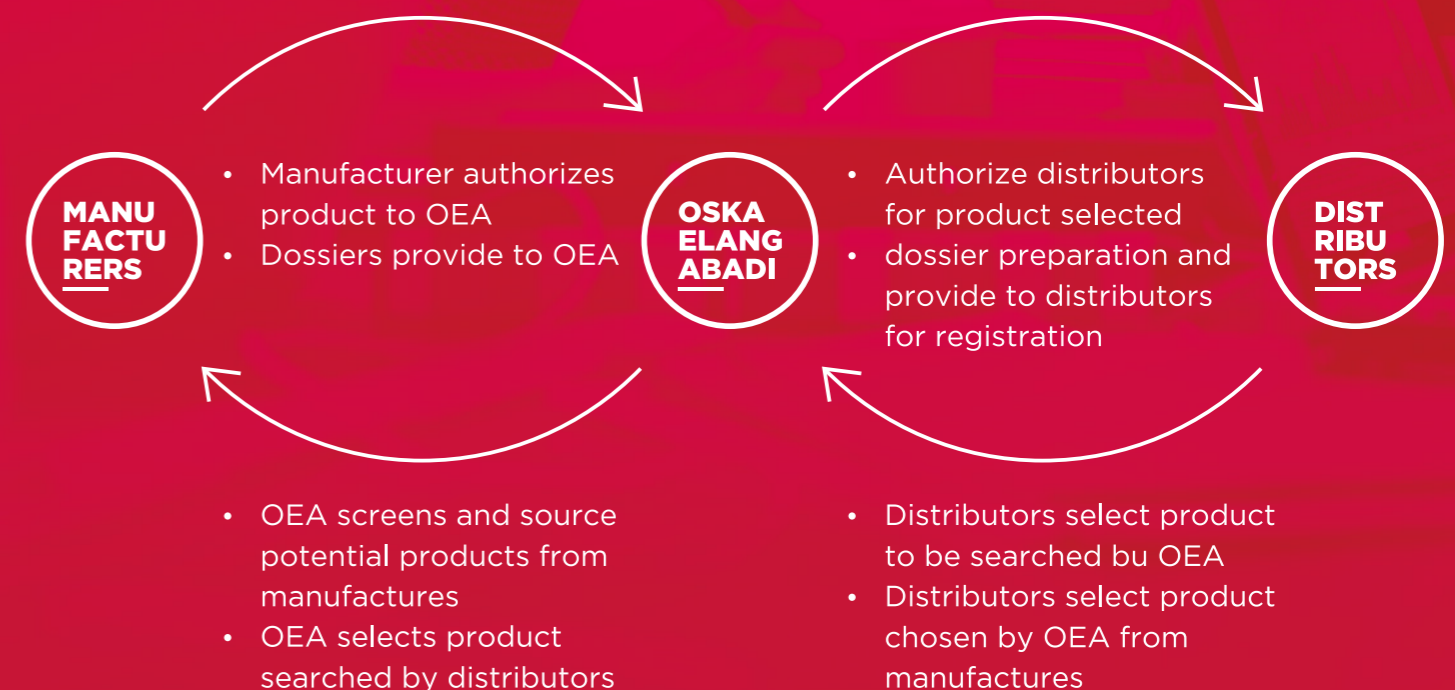 MANU
FACTU
RERS
• Manufacturer authorizes
product to OEA
• Dossiers provide to OEA
OSKA
ELANG
ABADI
• Authorize distributors
for product selected
• dossier preparation and
provide to distributors
for registration
DIST
RIBU
TORS
• OEA screens and source
potential products from
manufactures
• OEA selects product
searched by distributors
• Distributors select product
to be searched bu OEA
• Distributors select product
chosen by OEA from
manufactures